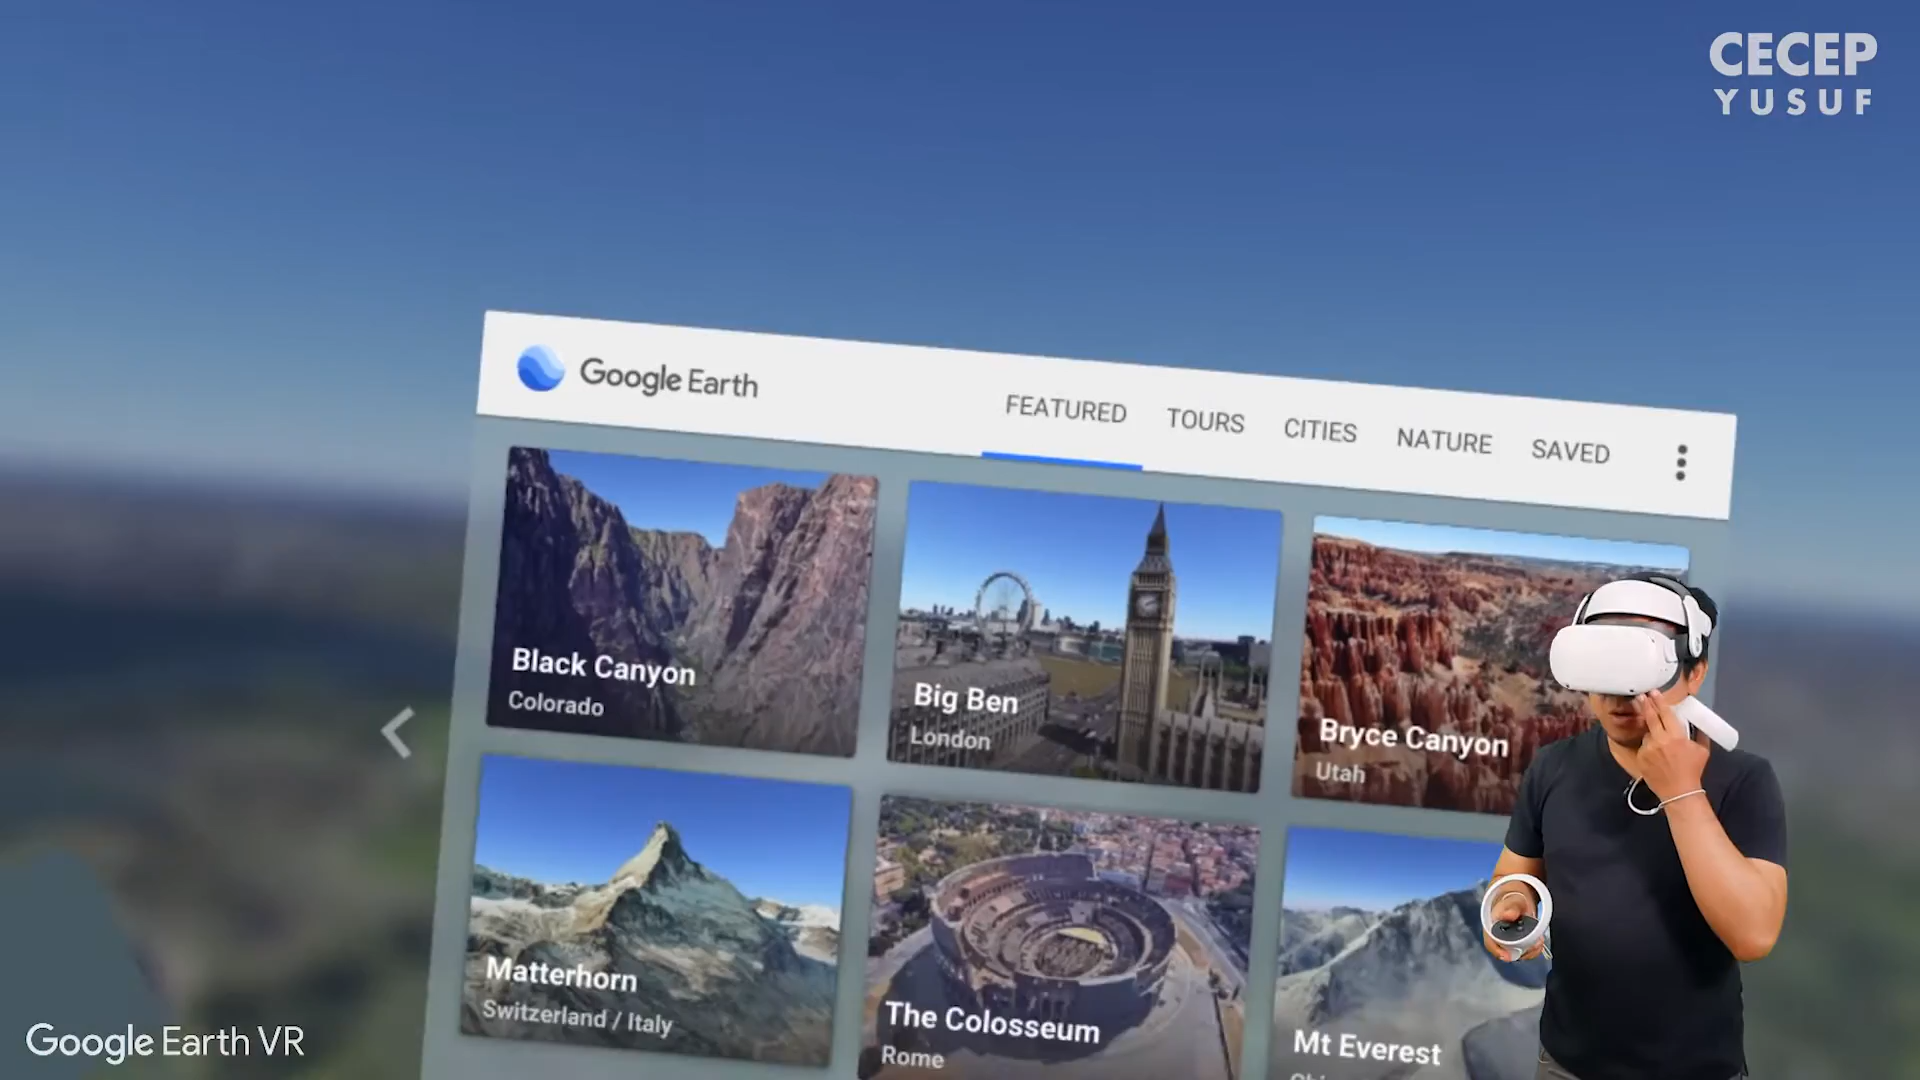 CECEP
YUSUF
Google Earth
FEATURED
TOURS
CITIES
NATURE
SAVED
Black Canyon
Colorado
Big Ben
London
Bryce Canyon
Utah
Matterhorn
Switzerland / Italy
The Colosseum
Rome
Mt Everest
Google Earth VR